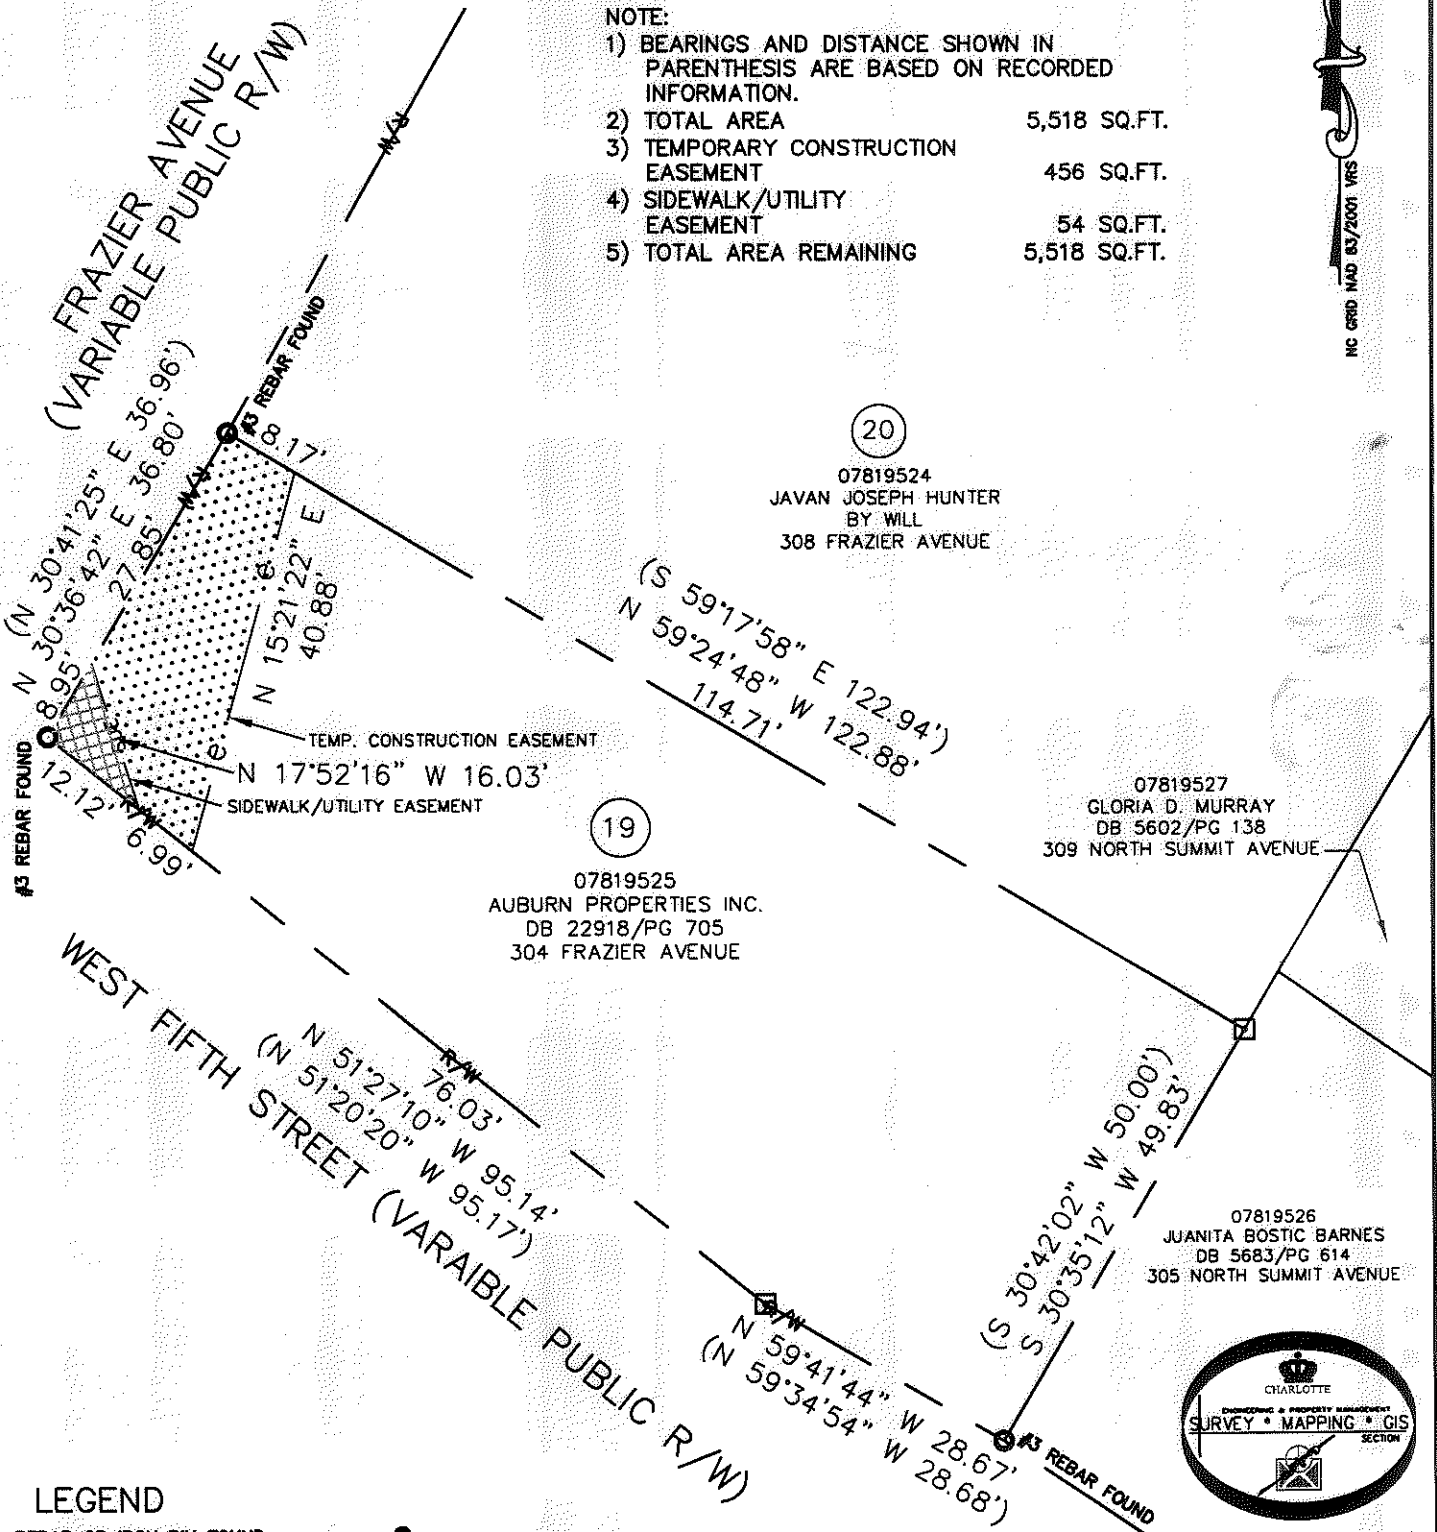 NOTE:
1) BEARINGS AND DISTANCE SHOWN IN
PARENTHESIS ARE BASED ON RECORDED
INFORMATION.
2) TOTAL AREA 5,518 SQ.FT.
3) TEMPORARY CONSTRUCTION
EASEMENT 456 SQ.FT.
4) SIDEWALK/UTILITY
EASEMENT 54 SQ.FT.
5) TOTAL AREA REMAINING 5,518 SQ.FT.
NC GRID NAD 83/2001 VRS
FRAZIER AVENUE
(VARIABLE PUBLIC R/W)
R/W
#3 REBAR FOUND
(N 30°41'25" E 36.96')
N 30°36'42" E 36.80'
27.85'
8.95'
R/W
8.17'
N 15°21'22" E
40.88'
e
e
20
07819524
JAVAN JOSEPH HUNTER
BY WILL
308 FRAZIER AVENUE
(S 59°17'58" E 122.94')
N 59°24'48" W 122.88'
114.71'
TEMP. CONSTRUCTION EASEMENT
N 17°52'16" W 16.03'
SIDEWALK/UTILITY EASEMENT
#3 REBAR FOUND
12.12'
R/W
6.99'
19
07819525
AUBURN PROPERTIES INC.
DB 22918/PG 705
304 FRAZIER AVENUE
07819527
GLORIA D. MURRAY
DB 5602/PG 138
309 NORTH SUMMIT AVENUE
WEST FIFTH STREET (VARAIBLE PUBLIC R/W)
R/W
76.03'
N 51°27'10" W 95.14'
(N 51°20'20" W 95.17')
(S 30°42'02" W 50.00')
S 30°35'12" W 49.83'
07819526
JUANITA BOSTIC BARNES
DB 5683/PG 614
305 NORTH SUMMIT AVENUE
R/W
N 59°41'44" W 28.67'
(N 59°34'54" W 28.68')
#3 REBAR FOUND
CHARLOTTE
ENGINEERING & PROPERTY MANAGEMENT
SURVEY * MAPPING * GIS
SECTION
LEGEND